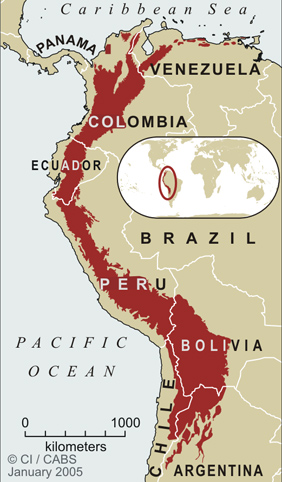 Caribbean Sea
PANAMA
VENEZUELA
COLOMBIA
ECUADOR
BRAZIL
PERU
PACIFIC
OCEAN
BOLIVIA
CHILE
0 1000
kilometers
© CI / CABS
January 2005
ARGENTINA